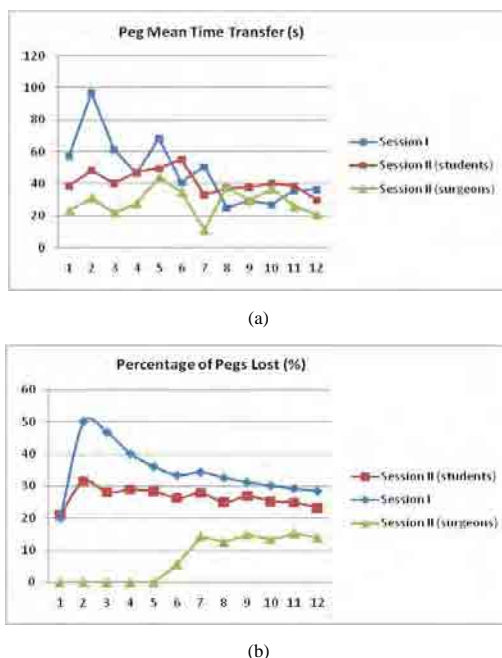 Peg Mean Time Transfer (s)
120
100
80
60
40
20
0
1 2 3 4 5 6 7 8 9 10 11 12
Session I
Session II (students)
Session II (surgeons)
(a)
Percentage of Pegs Lost (%)
60
50
40
30
20
10
0
1 2 3 4 5 6 7 8 9 10 11 12
Session II (students)
Session I
Session II (surgeons)
(b)